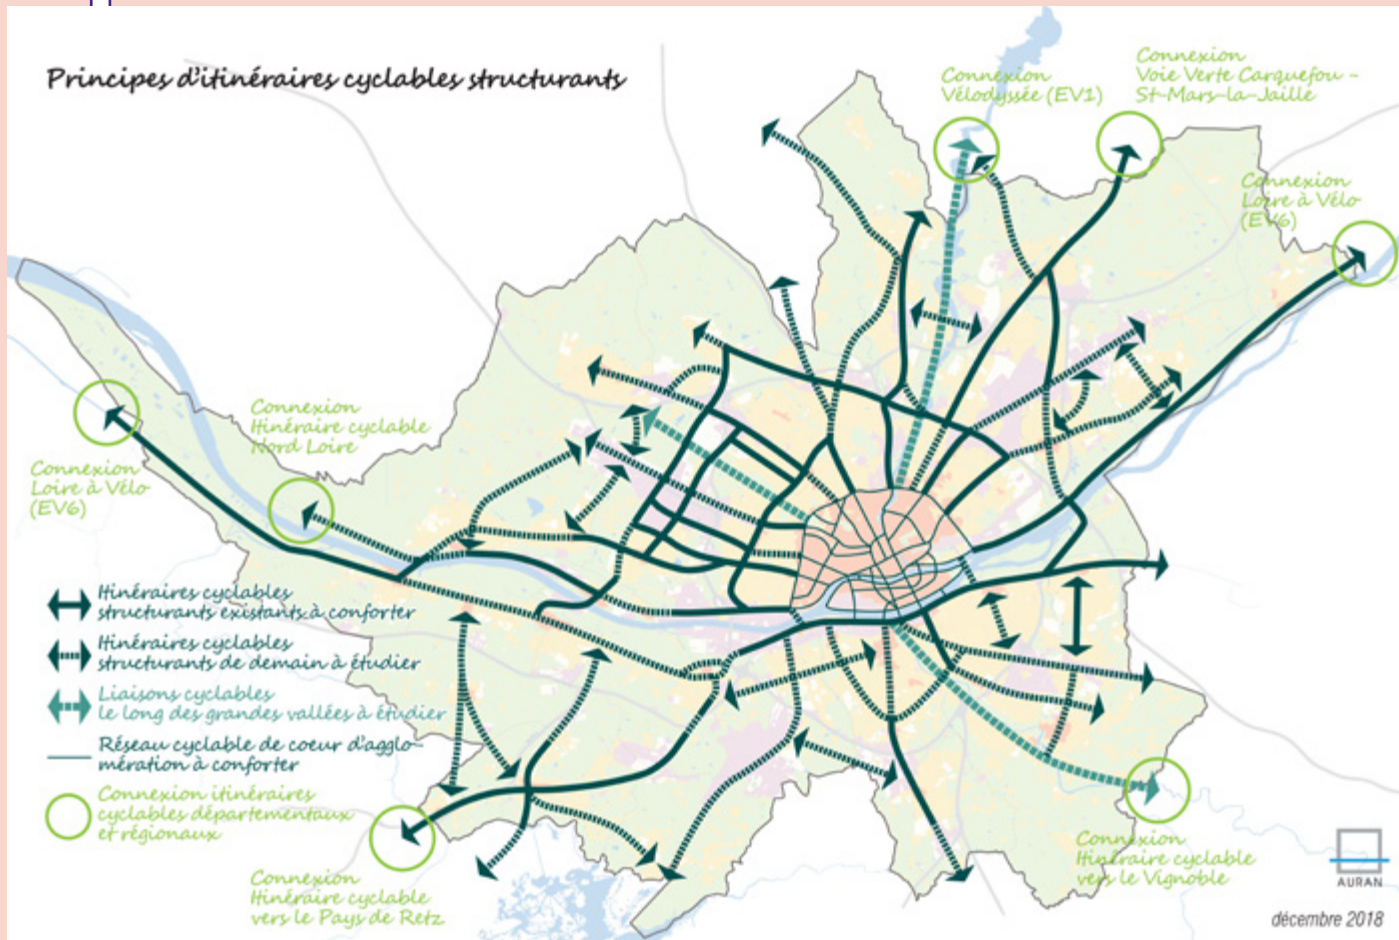 Principes d'itinéraires cyclables structurants
Connexion
Vélodyssée (EV1)
Connexion
Voie Verte Carquefou -
St-Mars-la-Jaille
Connexion
Loire à Vélo
(EV6)
Connexion
Itinéraire cyclable
Nord Loire
Connexion
Loire à Vélo
(EV6)
Itinéraires cyclables
structurants existants à conforter
Itinéraires cyclables
structurants de demain à étudier
Liaisons cyclables
le long des grandes vallées à étudier
Réseau cyclable de coeur d'agglo-
mération à conforter
Connexion itinéraires
cyclables départementaux
et régionaux
Connexion
Itinéraire cyclable
vers le Pays de Retz
Connexion
Itinéraire cyclable
vers le Vignoble
AURAN
décembre 2018